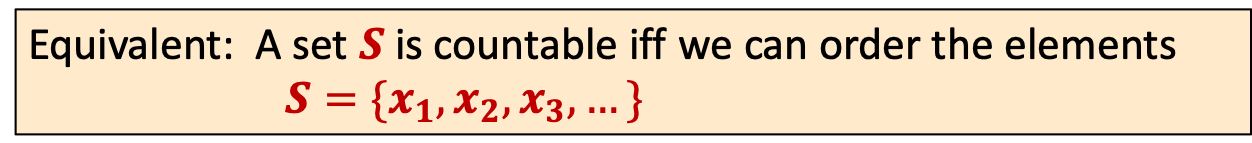 Equivalent: A set S is countable iff we can order the elements
S = {x₁, x₂, x₃, … }